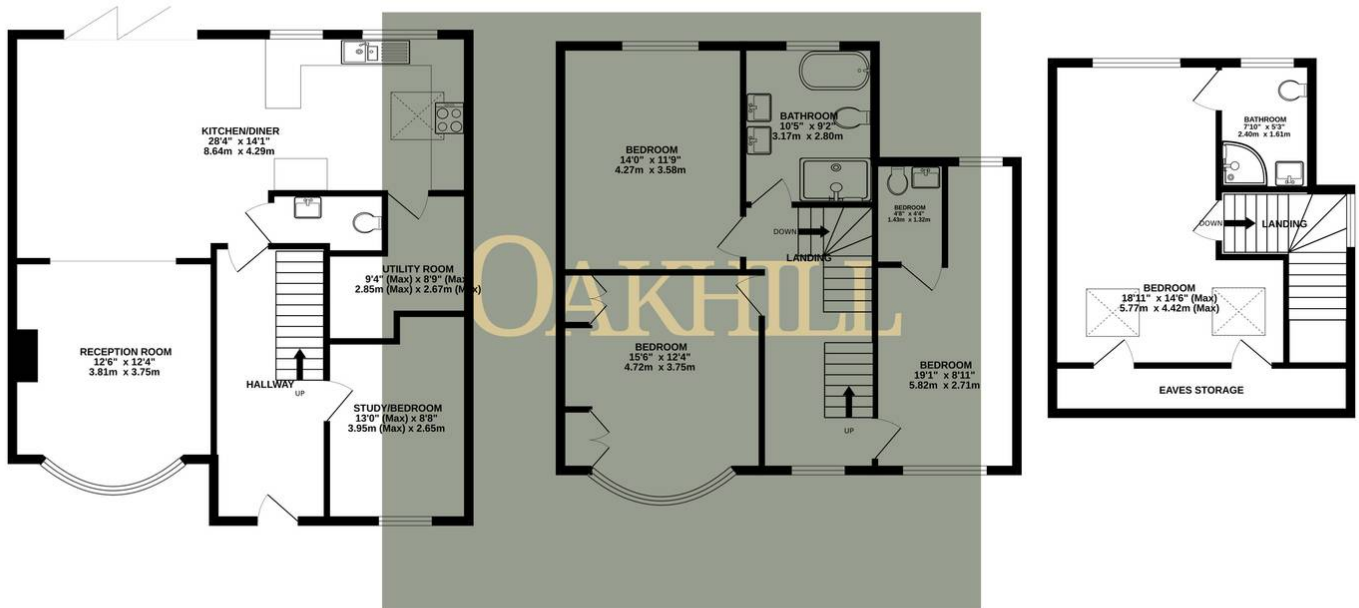 KITCHEN/DINER
28'4" x 14'1"
8.64m x 4.29m
UTILITY ROOM
9'4" (Max) x 8'9" (Max)
2.85m (Max) x 2.67m (Max)
RECEPTION ROOM
12'6" x 12'4"
3.81m x 3.75m
HALLWAY
UP
STUDY/BEDROOM
13'0" (Max) x 8'8"
3.95m (Max) x 2.65m
OAKHILL
BEDROOM
14'0" x 11'9"
4.27m x 3.58m
BATHROOM
10'5" x 9'2"
3.17m x 2.80m
BEDROOM
4'8" x 4'4"
1.43m x 1.32m
DOWN
LANDING
BEDROOM
15'6" x 12'4"
4.72m x 3.75m
UP
BEDROOM
19'1" x 8'11"
5.82m x 2.71m
BATHROOM
7'10" x 5'3"
2.40m x 1.61m
DOWN
LANDING
BEDROOM
18'11" x 14'6" (Max)
5.77m x 4.42m (Max)
EAVES STORAGE